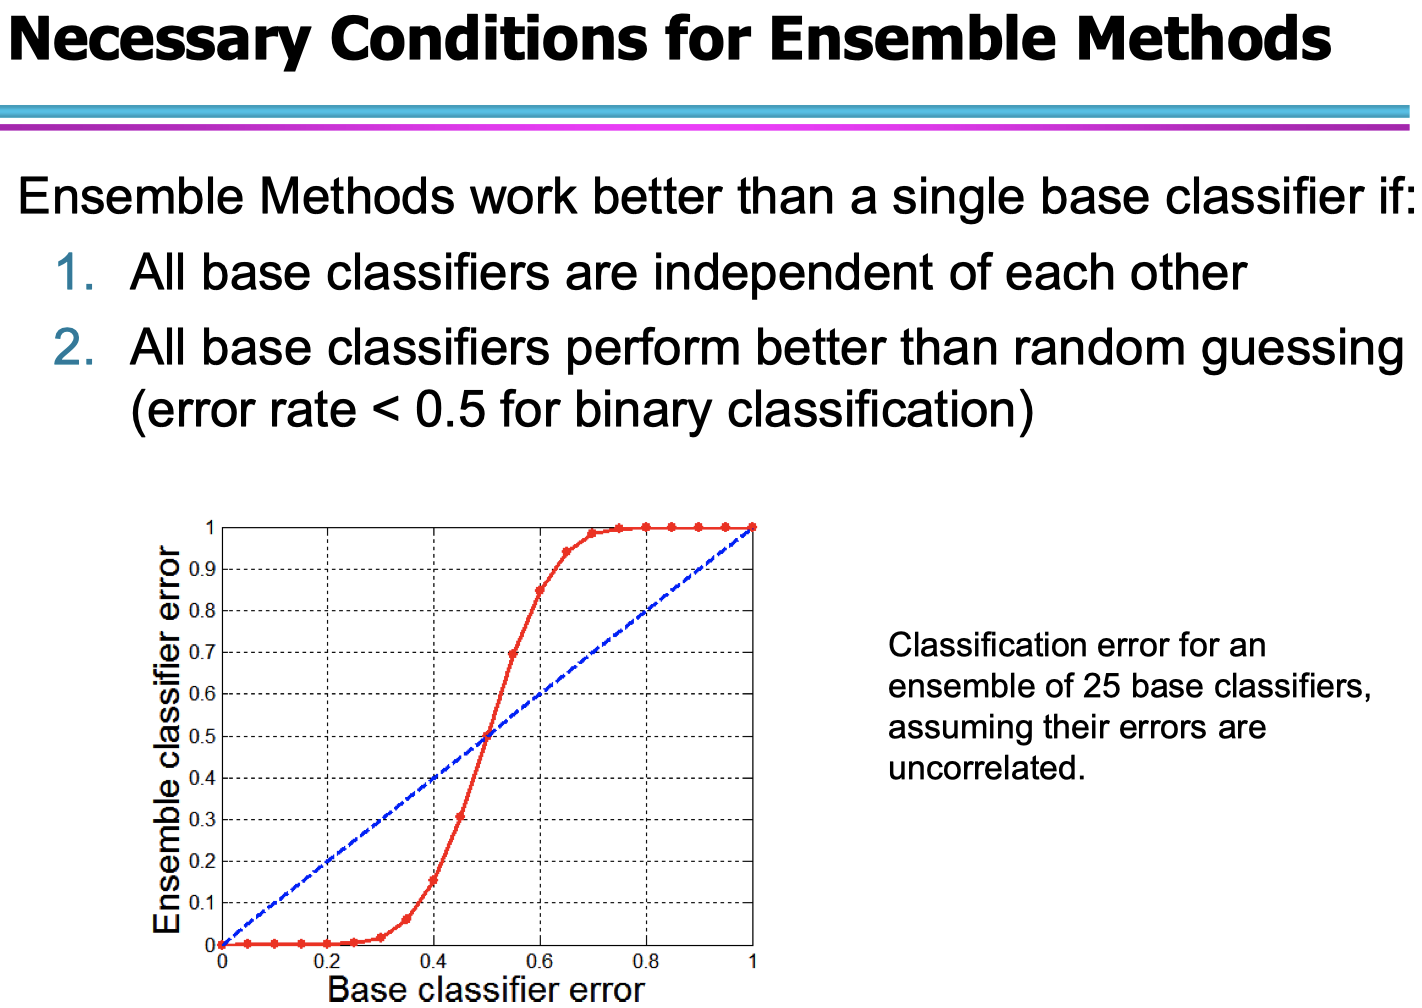 Necessary Conditions for Ensemble Methods
Ensemble Methods work better than a single base classifier if:
1. All base classifiers are independent of each other
2. All base classifiers perform better than random guessing
(error rate < 0.5 for binary classification)
1
0.9
0.8
0.7
0.6
0.5
0.4
0.3
0.2
0.1
0
Ensemble classifier error
0 0.2 0.4 0.6 0.8 1
Base classifier error
Classification error for an
ensemble of 25 base classifiers,
assuming their errors are
uncorrelated.